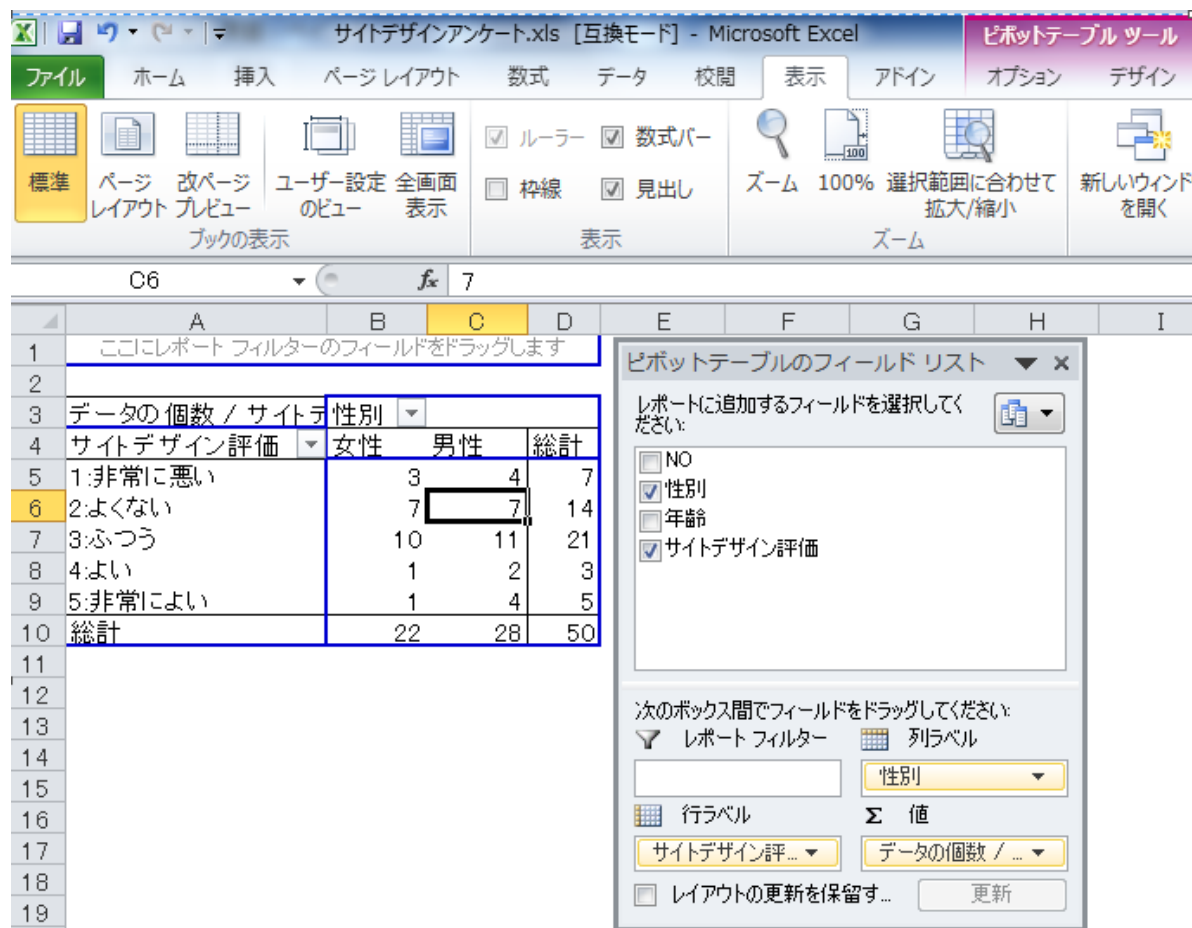 サイトデザインアンケート.xls [互換モード] - Microsoft Excel ピボットテーブル ツール
ファイル ホーム 挿入 ページ レイアウト 数式 データ 校閲 表示 アドイン オプション デザイン
標準 ページ レイアウト 改ページ プレビュー ユーザー設定 のビュー 全画面 表示
ブックの表示
ルーラー 数式バー
枠線 見出し
表示
ズーム 100% 選択範囲に合わせて 拡大/縮小
100
ズーム
新しいウィンド
を開く
C6 fx 7
A B C D E F G H I
1 ここにレポート フィルターのフィールドをドラッグします
2
3 データの個数 / サイトデ 性別
4 サイトデザイン評価 女性 男性 総計
5 1:非常に悪い 3 4 7
6 2:よくない 7 7 14
7 3:ふつう 10 11 21
8 4:よい 1 2 3
9 5:非常によい 1 4 5
10 総計 22 28 50
11
12
13
14
15
16
17
18
19
ピボットテーブルのフィールド リスト
レポートに追加するフィールドを選択してく
ださい:
NO
性別
年齢
サイトデザイン評価
次のボックス間でフィールドをドラッグしてください:
レポート フィルター 列ラベル
性別
行ラベル Σ 値
サイトデザイン評... データの個数 / ...
レイアウトの更新を保留す... 更新